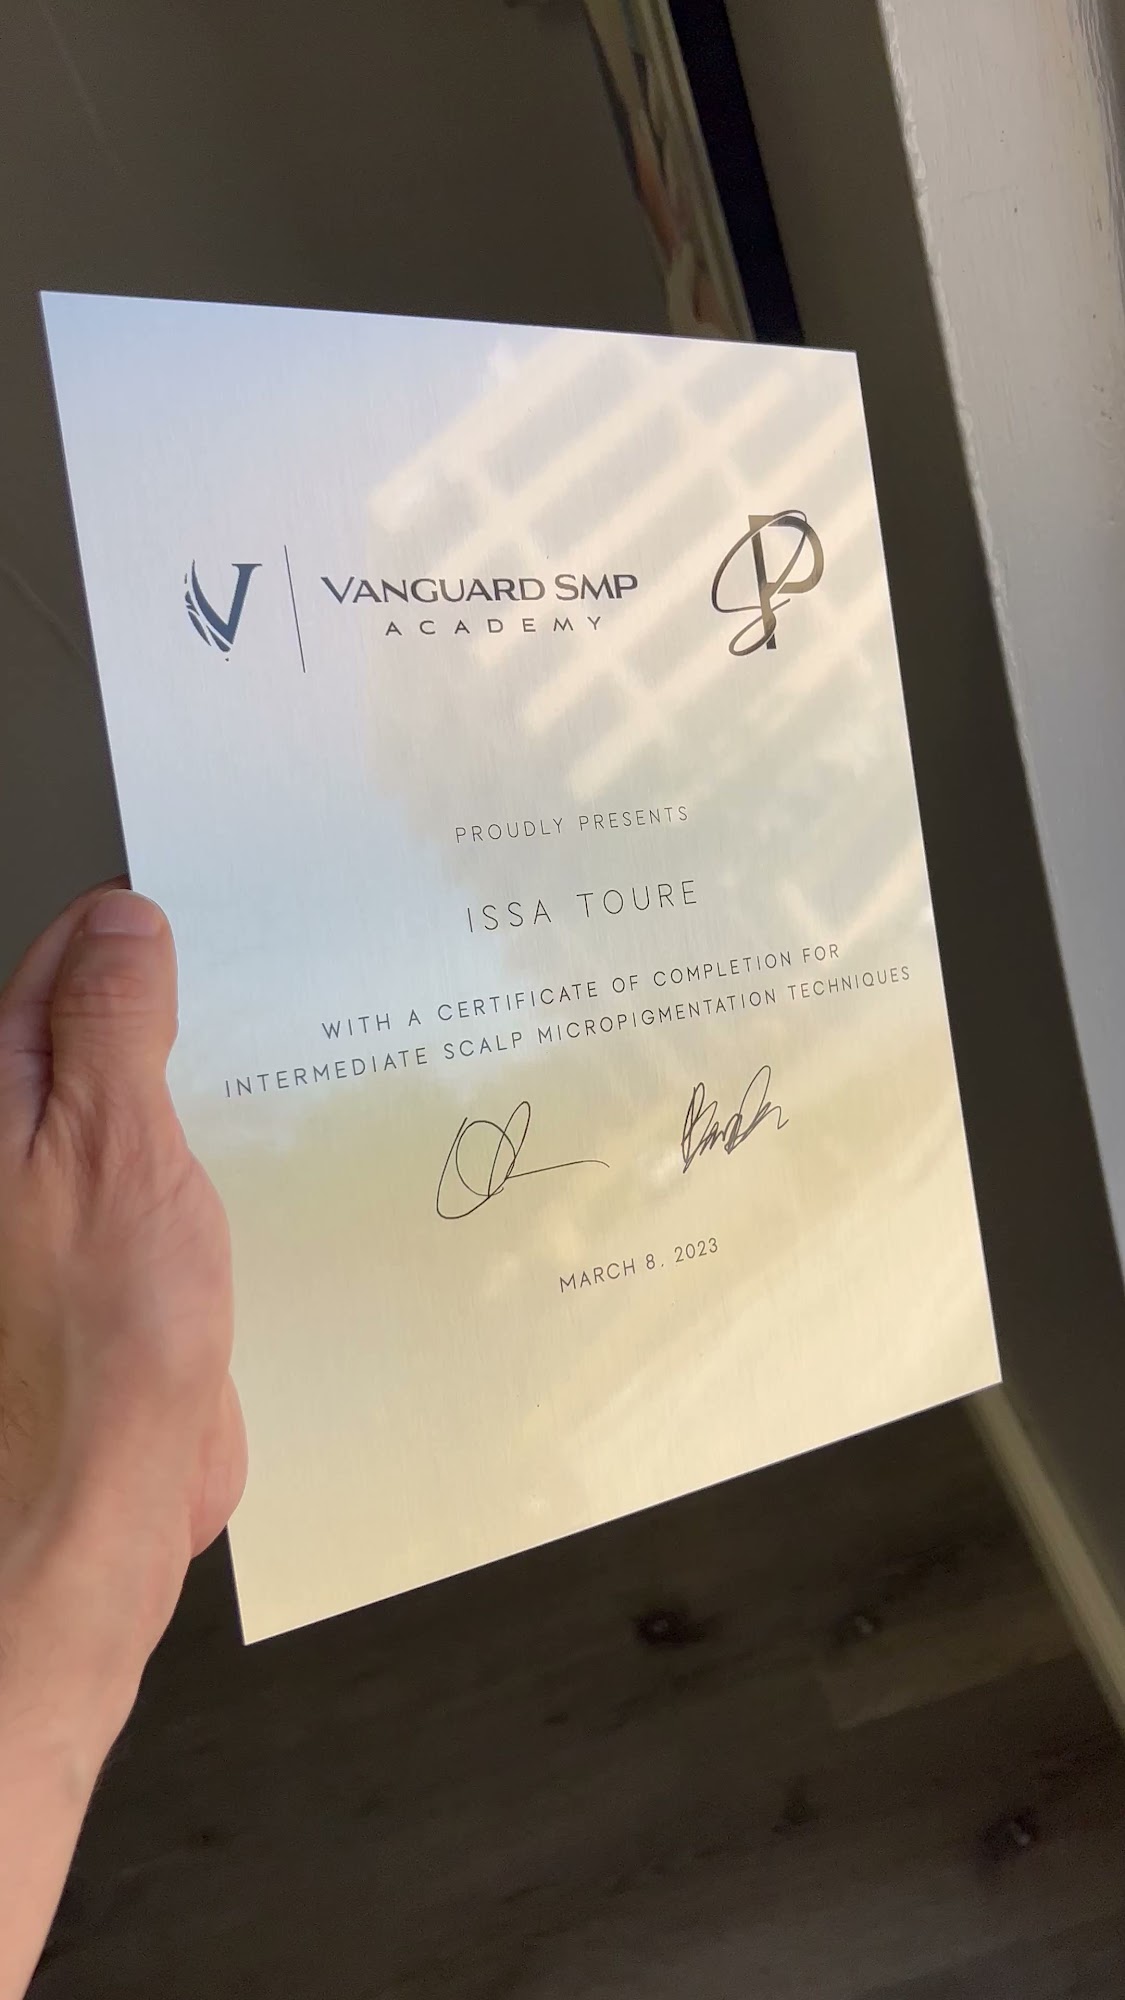 V
VANGUARD SMP
ACADEMY
SP
PROUDLY PRESENTS
ISSA TOURE
WITH A CERTIFICATE OF COMPLETION FOR
INTERMEDIATE SCALP MICROPIGMENTATION TECHNIQUES
MARCH 8, 2023